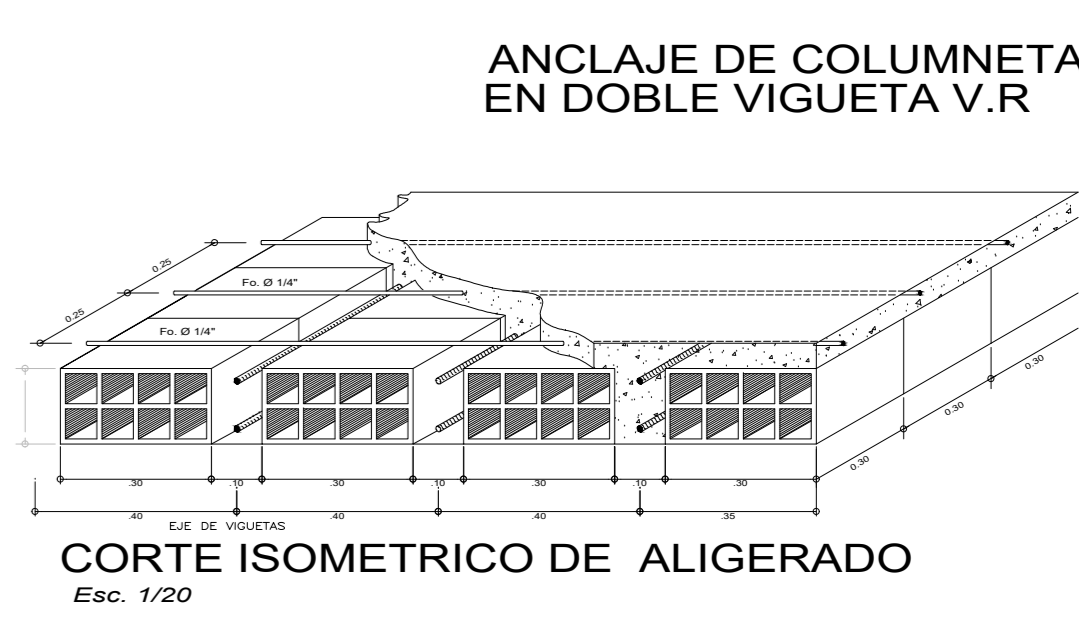 ANCLAJE DE COLUMNETA
EN DOBLE VIGUETA V.R
0.25
Fo. Ø 1/4"
0.25
Fo. Ø 1/4"
0.30
0.30
0.30
.30 .10 .30 .10 .30 .10 .30
.40 .40 .40 .35
EJE DE VIGUETAS
CORTE ISOMETRICO DE ALIGERADO
Esc. 1/20